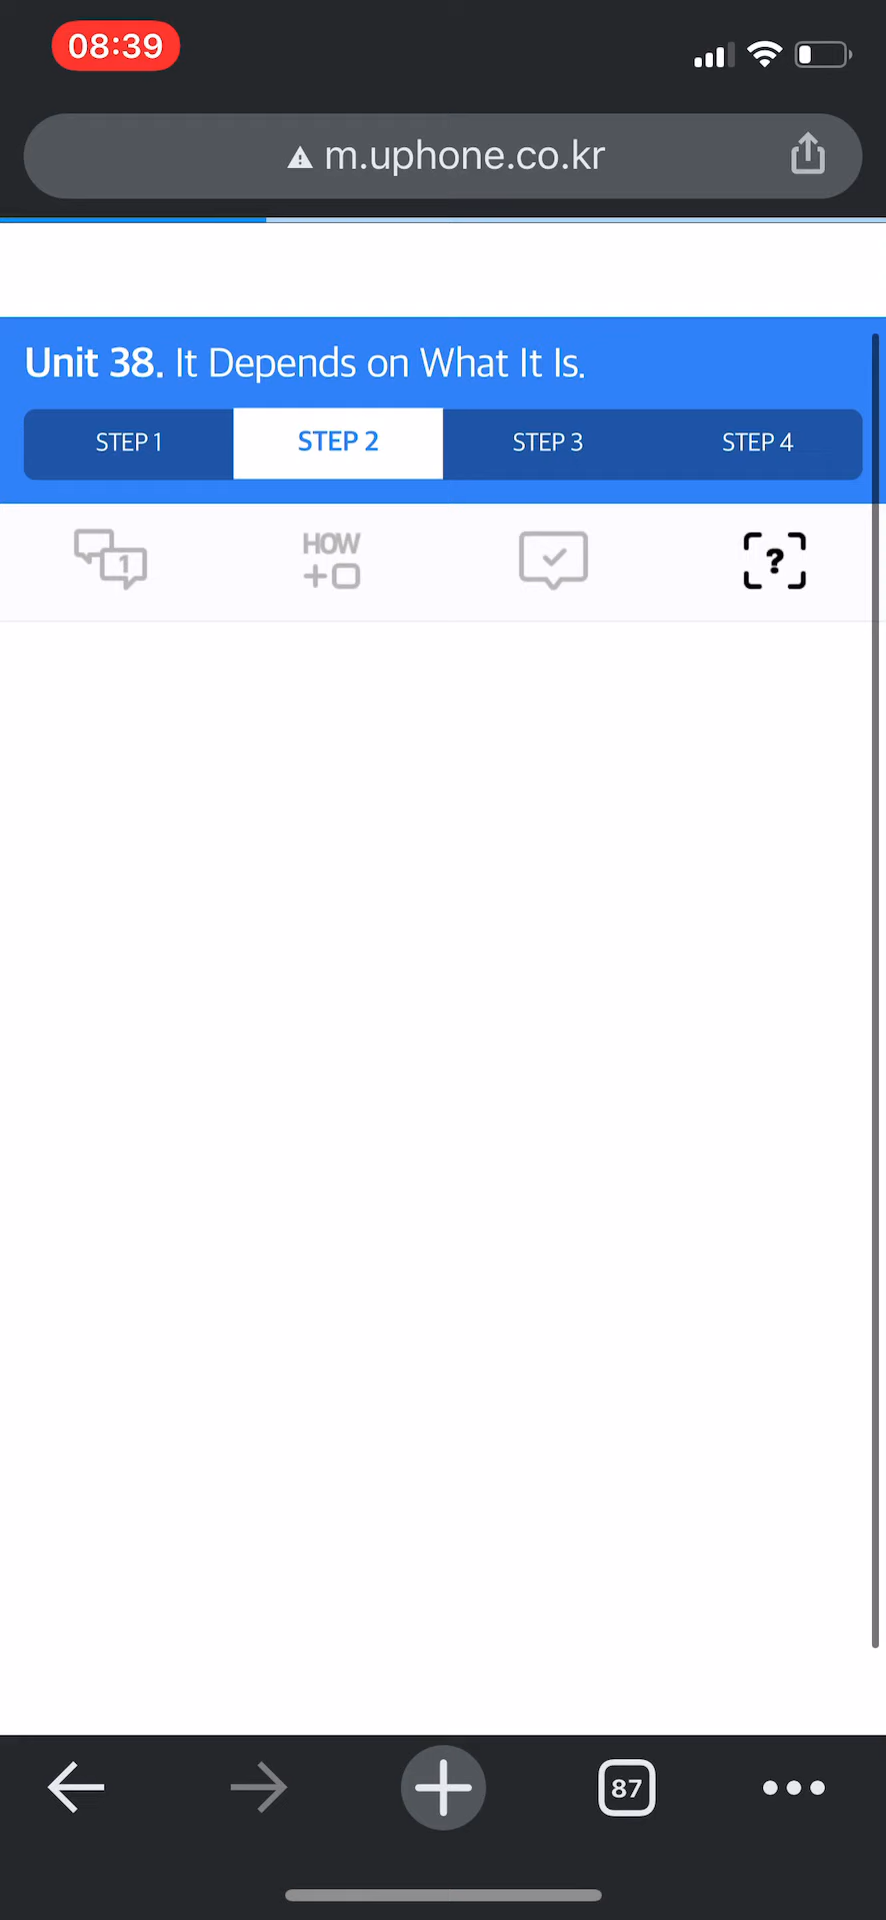 08:39
m.uphone.co.kr
Unit 38. It Depends on What It Is.
STEP 1 STEP 2 STEP 3 STEP 4
1 HOW ?
87